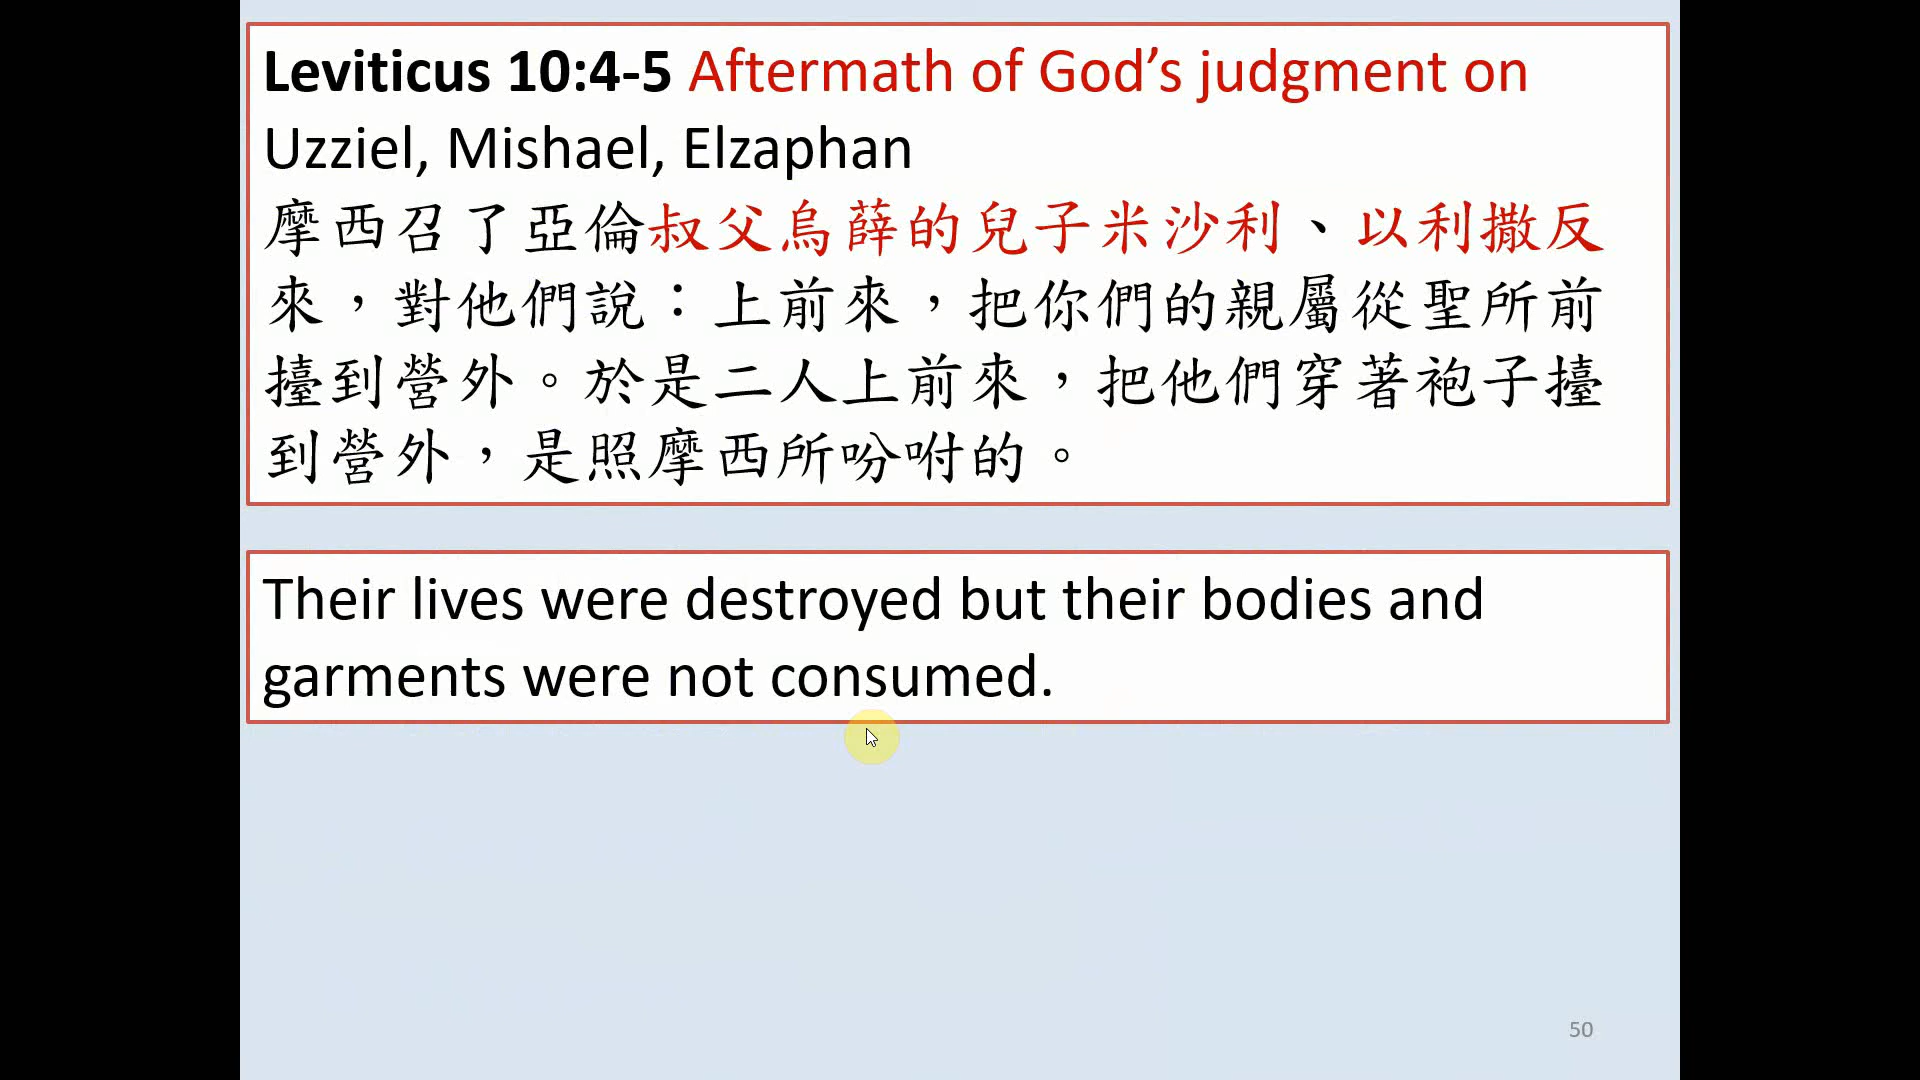 Leviticus 10:4-5 Aftermath of God’s judgment on
Uzziel, Mishael, Elzaphan
摩西召了亞倫叔父烏薛的兒子米沙利、以利撒反
來，對他們說：上前來，把你們的親屬從聖所前
擡到營外。於是二人上前來，把他們穿著袍子擡
到營外，是照摩西所吩咐的。
Their lives were destroyed but their bodies and
garments were not consumed.
50